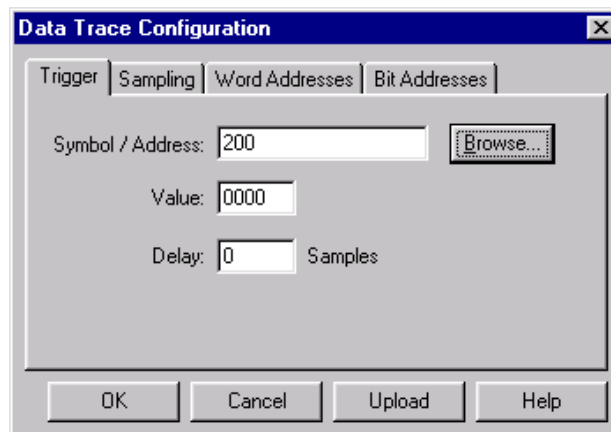 Data Trace Configuration
Trigger Sampling Word Addresses Bit Addresses
Symbol / Address: 200 Browse...
Value: 0000
Delay: 0 Samples
OK Cancel Upload Help